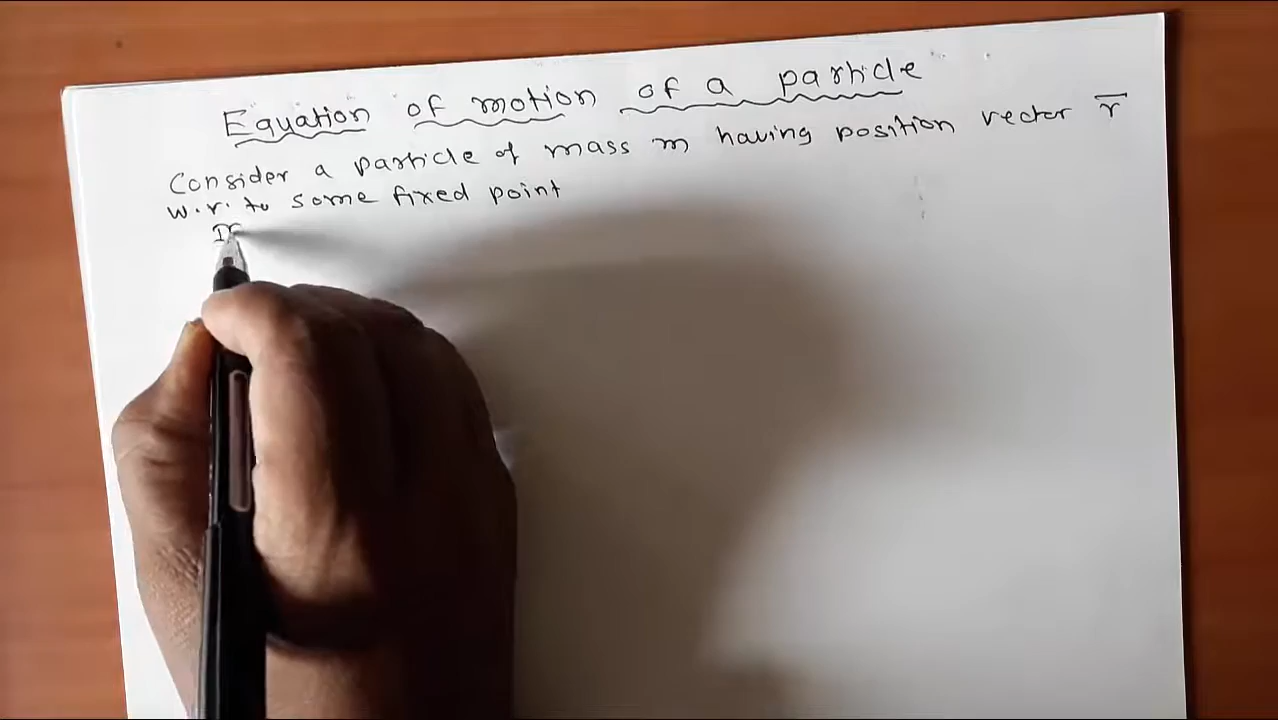 Equation of motion of a particle
Consider a particle of mass m having position vector r̅
w.r. to some fixed point